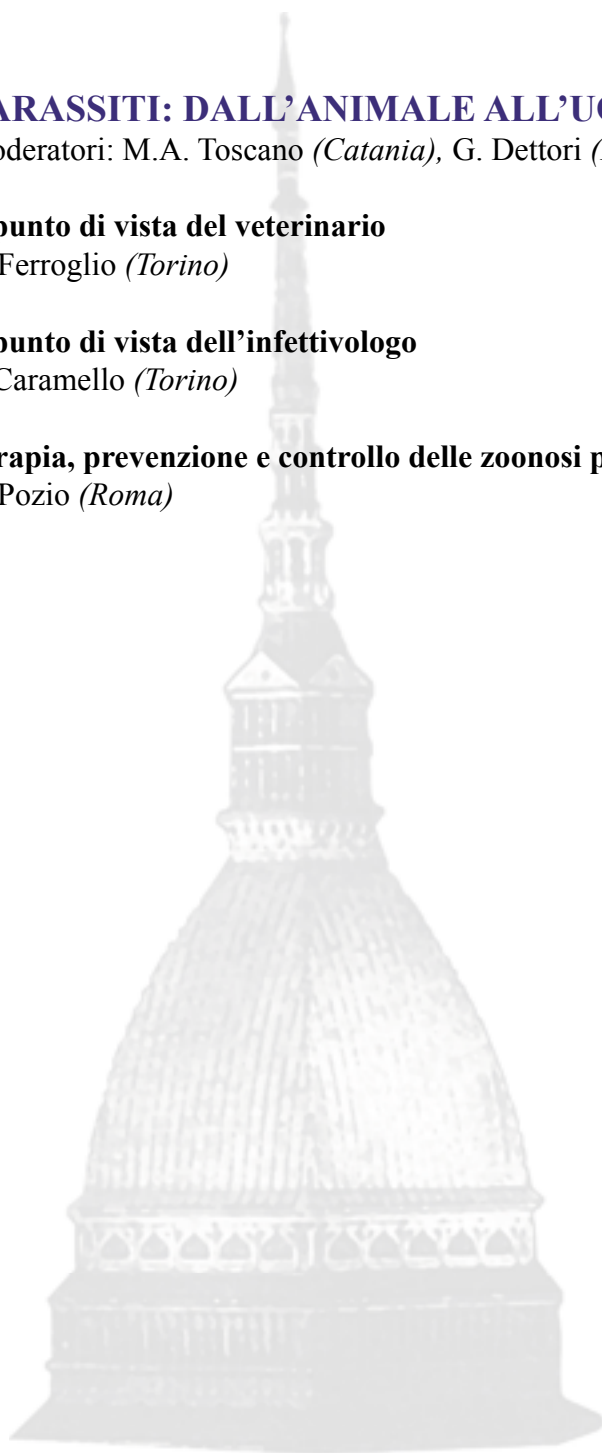 ARASSITI: DALL’ANIMALE ALL’UO
oderatori: M.A. Toscano (Catania), G. Dettori (
punto di vista del veterinario
Ferroglio (Torino)
punto di vista dell’infettivologo
Caramello (Torino)
rapia, prevenzione e controllo delle zoonosi p
Pozio (Roma)